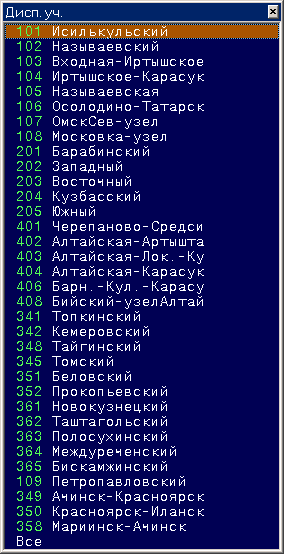 Дисп.уч.
101 Исилькульский
102 Называевский
103 Входная-Иртышское
104 Иртышское-Карасук
105 Называевская
106 Осолодино-Татарск
107 ОмскСев-узел
108 Московка-узел
201 Барабинский
202 Западный
203 Восточный
204 Кузбасский
205 Южный
401 Черепаново-Средси
402 Алтайская-Артышта
403 Алтайская-Лок.-Ку
404 Алтайская-Карасук
406 Барн.-Кул.-Карасу
408 Бийский-узелАлтай
341 Топкинский
342 Кемеровский
348 Тайгинский
345 Томский
351 Беловский
352 Прокопьевский
361 Новокузнецкий
362 Таштагольский
363 Полосухинский
364 Междуреченский
365 Бискамжинский
109 Петропавловский
349 Ачинск-Красноярск
350 Красноярск-Иланск
358 Мариинск-Ачинск
Все